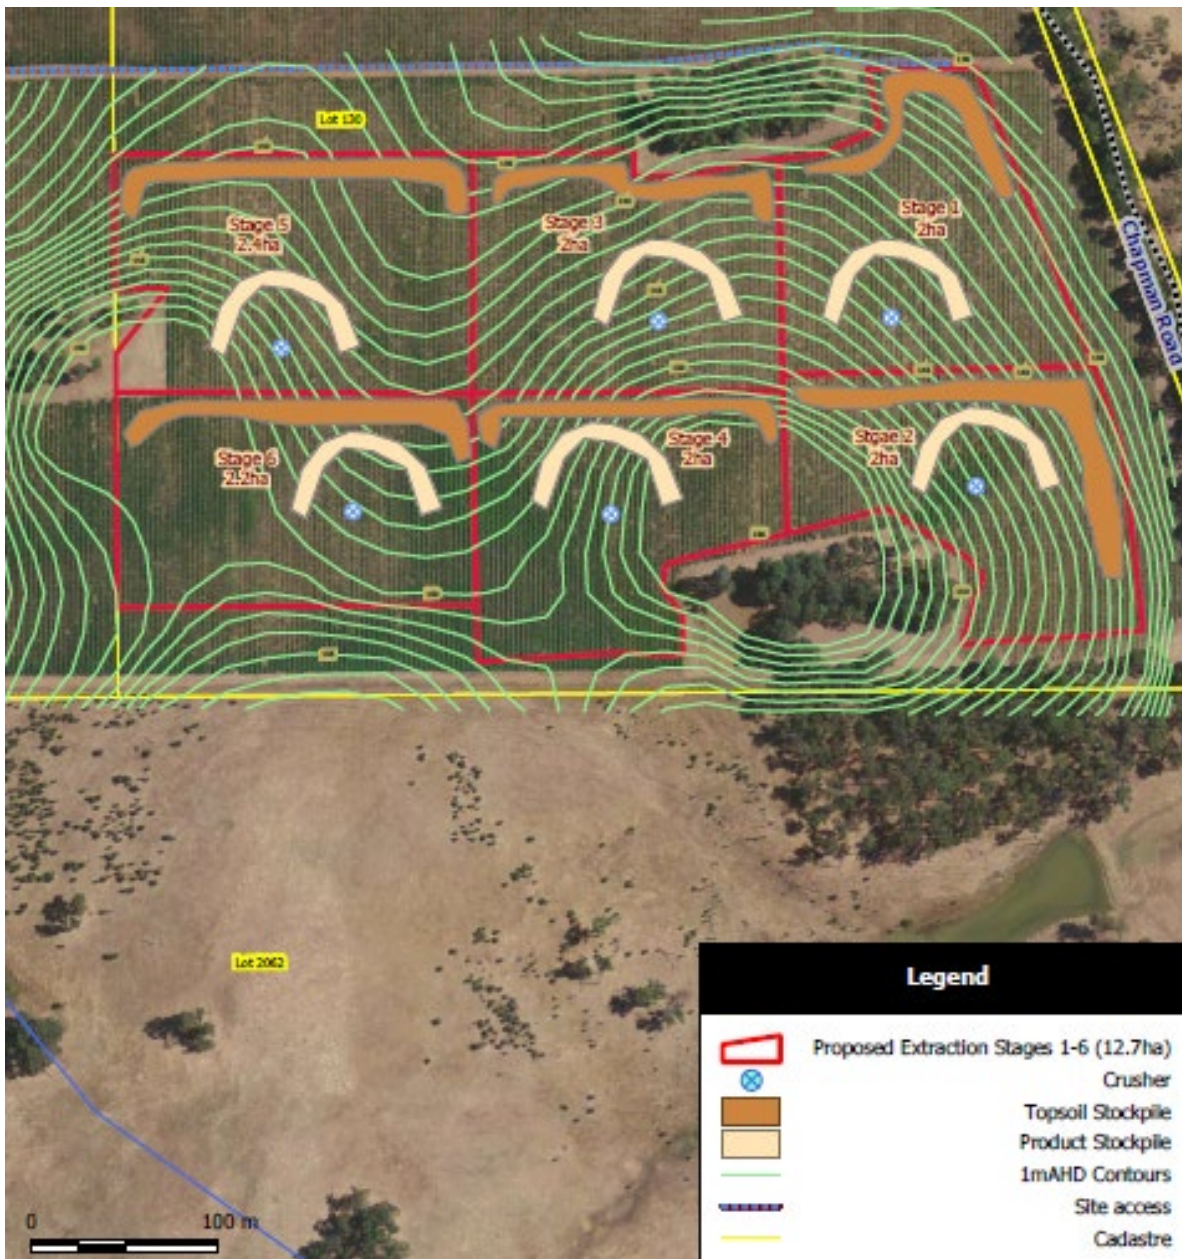 Lot 130
Stage 5
2.4ha
Stage 3
2ha
Stage 1
2ha
Chapman Road
Stage 6
2.2ha
Stage 4
2ha
Stgae 2
2ha
Lot 2062
Legend
Proposed Extraction Stages 1-6 (12.7ha)
Crusher
Topsoil Stockpile
Product Stockpile
1mAHD Contours
Site access
Cadastre
0 100 m